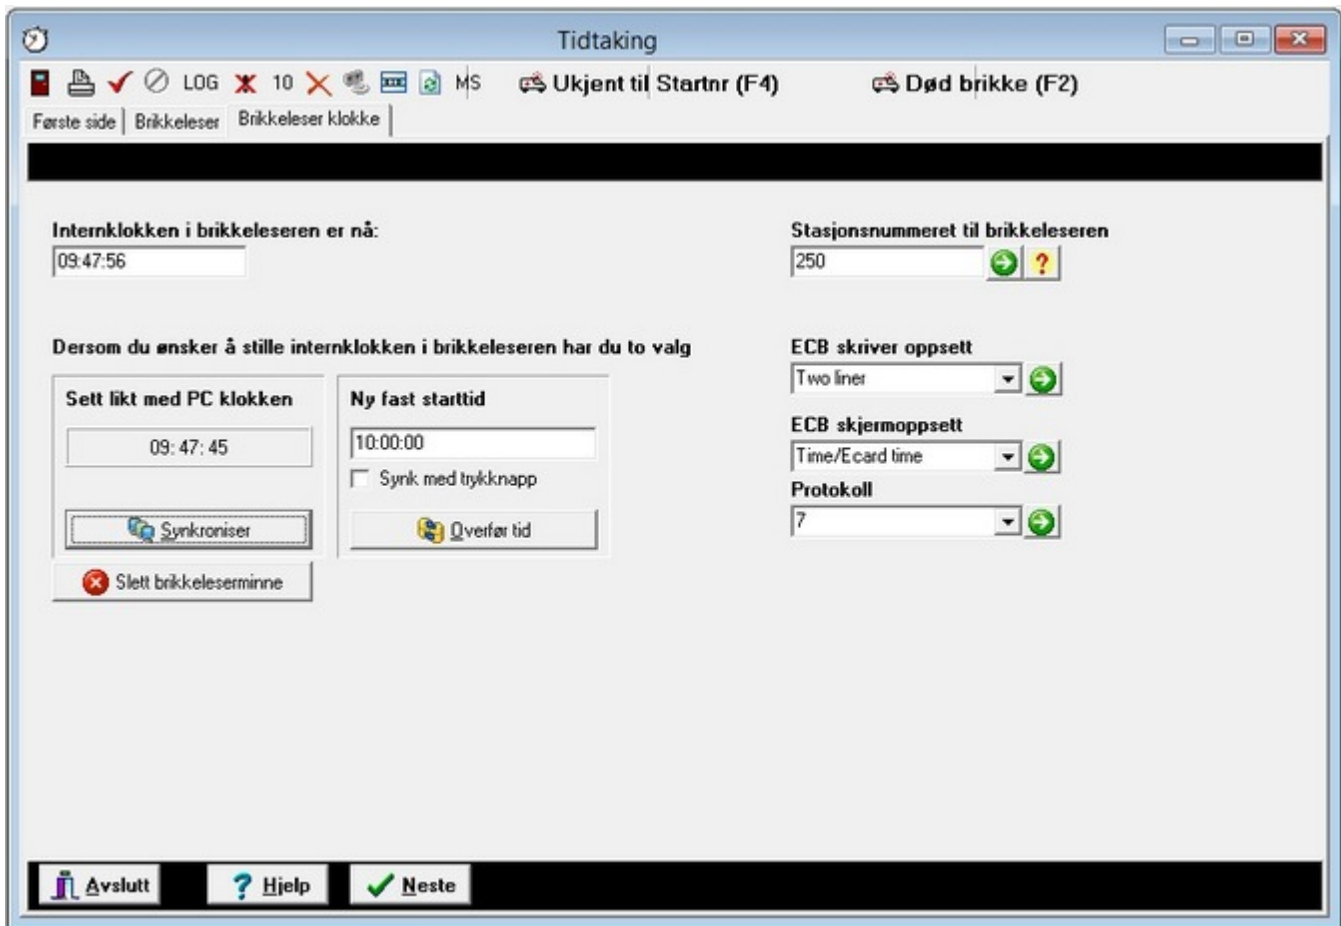 Tidtaking
LOG 10 MS Ukjent til Startnr (F4) Død brikke (F2)
Første side Brikkeleser Brikkeleser klokke
Internklokken i brikkeleseren er nå:
09:47:56
Stasjonsnummeret til brikkeleseren
250
?
Dersom du ønsker å stille internklokken i brikkeleseren har du to valg
Sett likt med PC klokken
09:47:45
Synkroniser
Slett brikkeleserminne
Ny fast starttid
10:00:00
Synk med trykknapp
Overfør tid
ECB skriver oppsett
Two liner
ECB skjermoppsett
Time/Ecard time
Protokoll
7
Avslutt ? Hjelp Neste